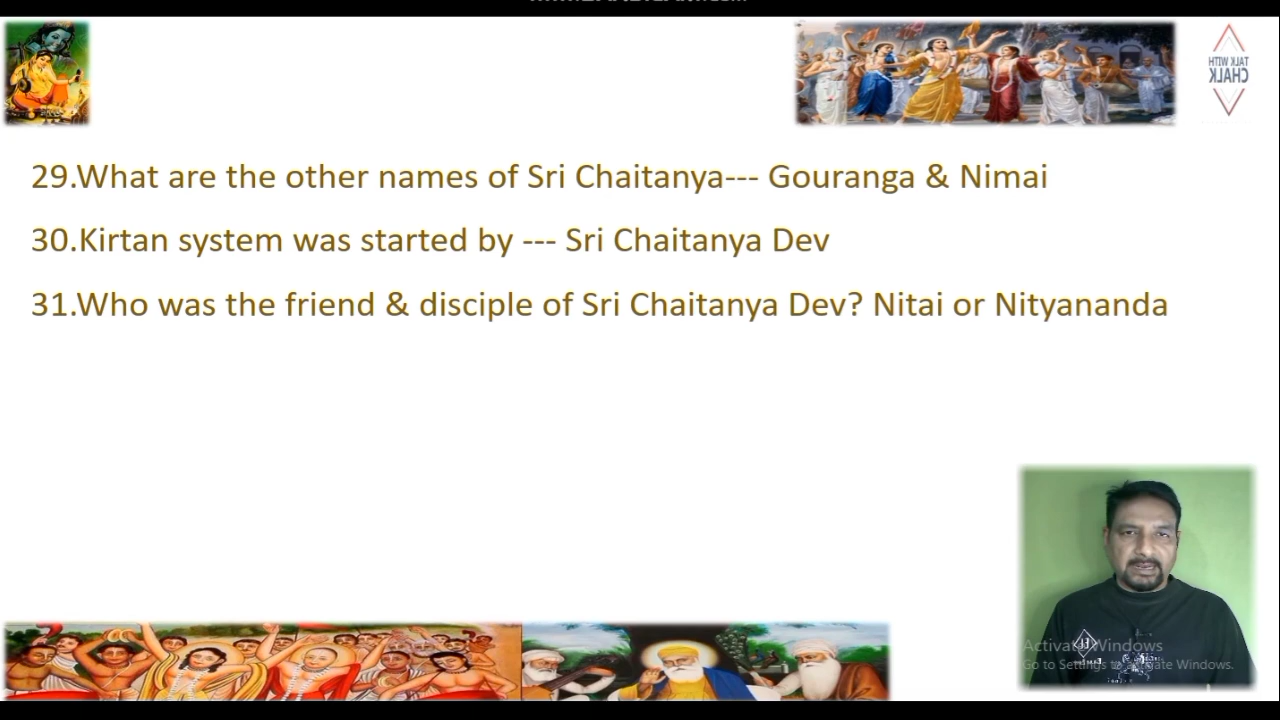 TALK WITH
CHALK
29.What are the other names of Sri Chaitanya--- Gouranga & Nimai
30.Kirtan system was started by --- Sri Chaitanya Dev
31.Who was the friend & disciple of Sri Chaitanya Dev? Nitai or Nityananda
Activate Windows
Go to Settings to activate Windows.